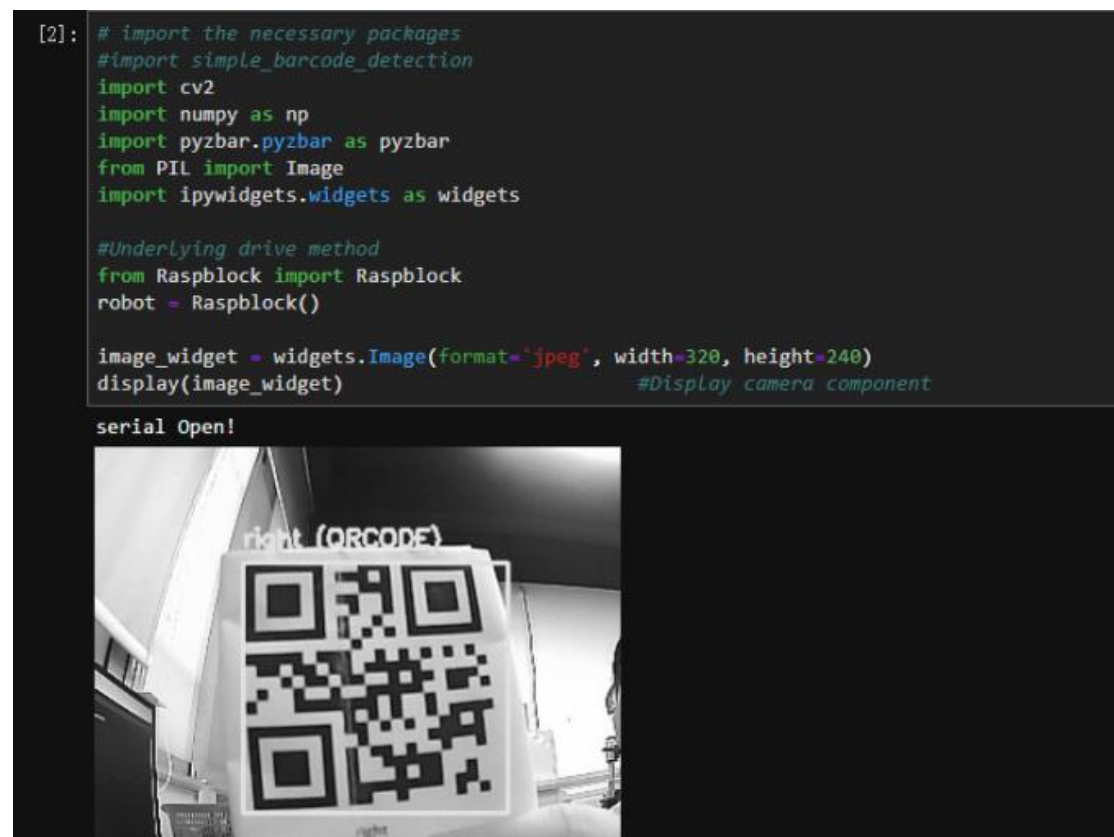 [2]: # import the necessary packages
#import simple_barcode_detection
import cv2
import numpy as np
import pyzbar.pyzbar as pyzbar
from PIL import Image
import ipywidgets.widgets as widgets
#Underlying drive method
from Raspblock import Raspblock
robot = Raspblock()
image_widget = widgets.Image(format='jpeg', width=320, height=240)
display(image_widget) #Display camera component
serial Open!
right (QRCODE)
right